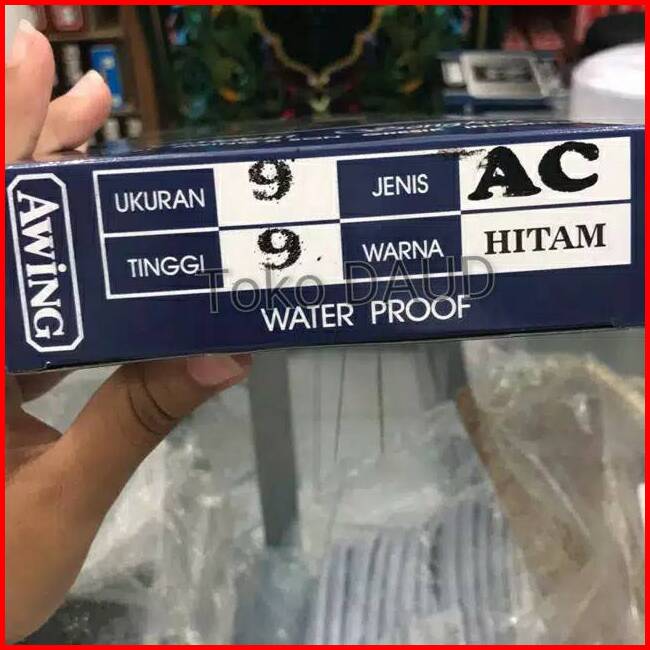 AWiNG
UKURAN 9 JENIS AC
TINGGI 9 WARNA HITAM
Toko DAUD
WATER PROOF